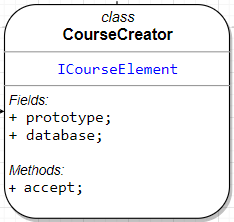 class
CourseCreator
ICourseElement
Fields:
+ prototype;
+ database;
Methods:
+ accept;